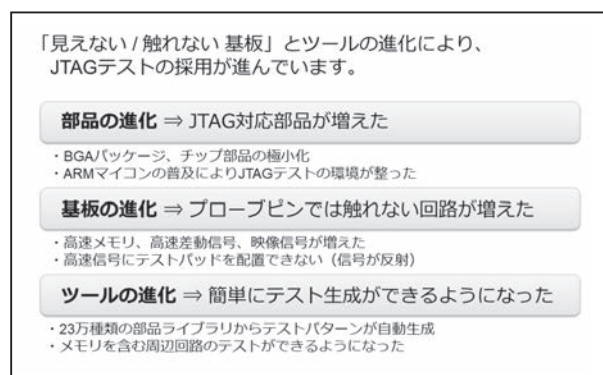 「見えない / 触れない 基板」とツールの進化により、
JTAGテストの採用が進んでいます。
部品の進化 ⇒ JTAG対応部品が増えた
・BGAパッケージ、チップ部品の極小化
・ARMマイコンの普及によりJTAGテストの環境が整った
基板の進化 ⇒ プローブピンでは触れない回路が増えた
・高速メモリ、高速差動信号、映像信号が増えた
・高速信号にテストパッドを配置できない（信号が反射）
ツールの進化 ⇒ 簡単にテスト生成ができるようになった
・23万種類の部品ライブラリからテストパターンが自動生成
・メモリを含む周辺回路のテストができるようになった